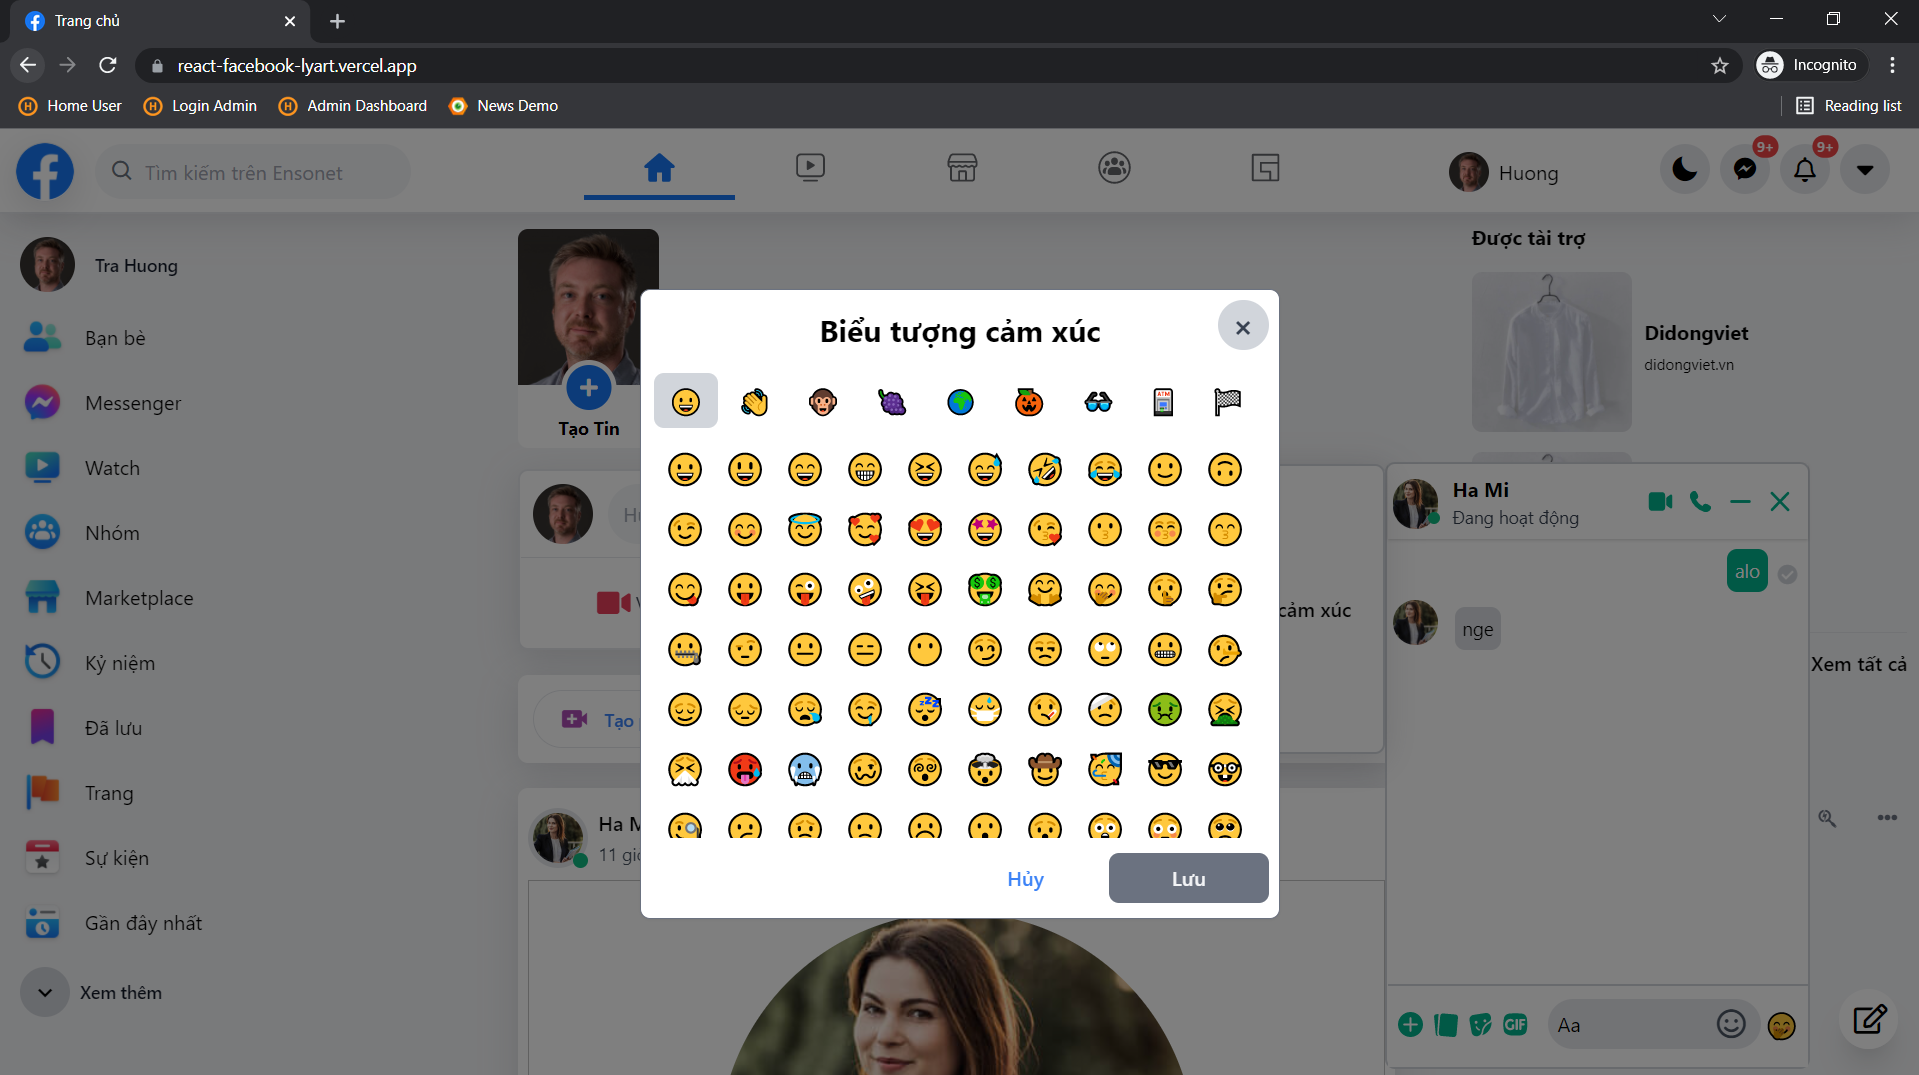 Trang chủ
react-facebook-lyart.vercel.app
Incognito
Home User
Login Admin
Admin Dashboard
News Demo
Reading list
Tìm kiếm trên Ensonet
Huong
9+
9+
Tra Huong
Bạn bè
Messenger
Watch
Nhóm
Marketplace
Kỷ niệm
Đã lưu
Trang
Sự kiện
Gần đây nhất
Xem thêm
Tạo Tin
Tạo
Ha
11
Biểu tượng cảm xúc
ATM
Hủy
Lưu
cảm xúc
Được tài trợ
Didongviet
didongviet.vn
Ha Mi
Đang hoạt động
alo
nge
Xem tất cả
GIF
Aa